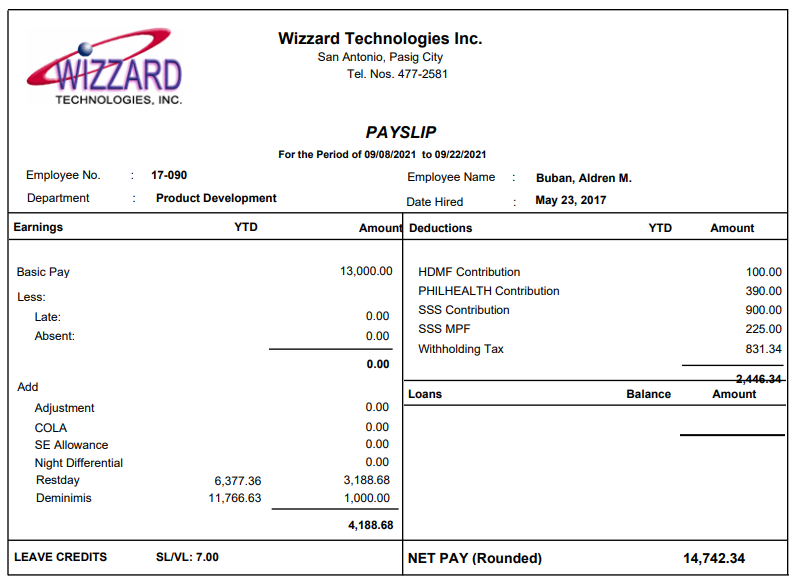 WIZZARD
TECHNOLOGIES, INC.
Wizzard Technologies Inc.
San Antonio, Pasig City
Tel. Nos. 477-2581
PAYSLIP
For the Period of 09/08/2021 to 09/22/2021
Employee No. : 17-090
Employee Name : Buban, Aldren M.
Department : Product Development
Date Hired : May 23, 2017
Earnings YTD Amount
Basic Pay 13,000.00
Less:
Late: 0.00
Absent: 0.00
0.00
Add
Adjustment 0.00
COLA 0.00
SE Allowance 0.00
Night Differential 0.00
Restday 6,377.36 3,188.68
Deminimis 11,766.63 1,000.00
4,188.68
LEAVE CREDITS SL/VL: 7.00
Deductions YTD Amount
HDMF Contribution 100.00
PHILHEALTH Contribution 390.00
SSS Contribution 900.00
SSS MPF 225.00
Withholding Tax 831.34
2,446.34
Loans Balance Amount
NET PAY (Rounded) 14,742.34